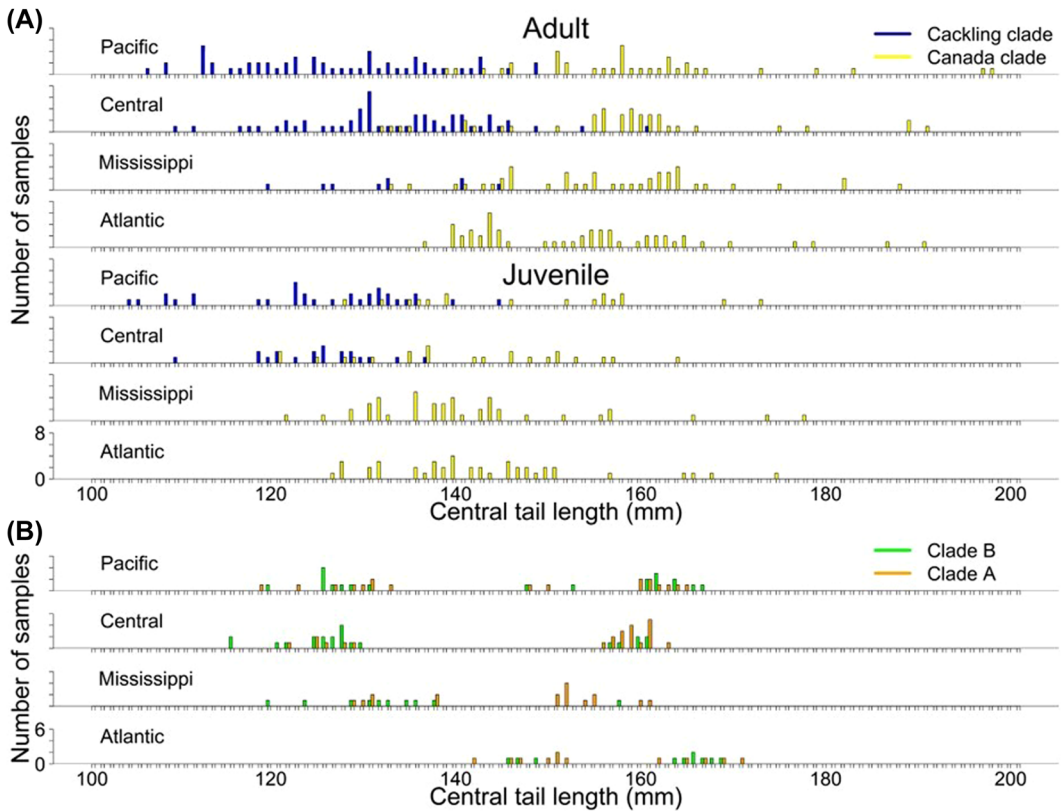 (A)
Adult
Cackling clade
Canada clade
Pacific
Central
Mississippi
Atlantic
Number of samples
Juvenile
Pacific
Central
Mississippi
Atlantic
8
0
100 120 140 160 180 200
Central tail length (mm)
(B)
Clade B
Clade A
Pacific
Central
Mississippi
Atlantic
Number of samples
6
0
100 120 140 160 180 200
Central tail length (mm)